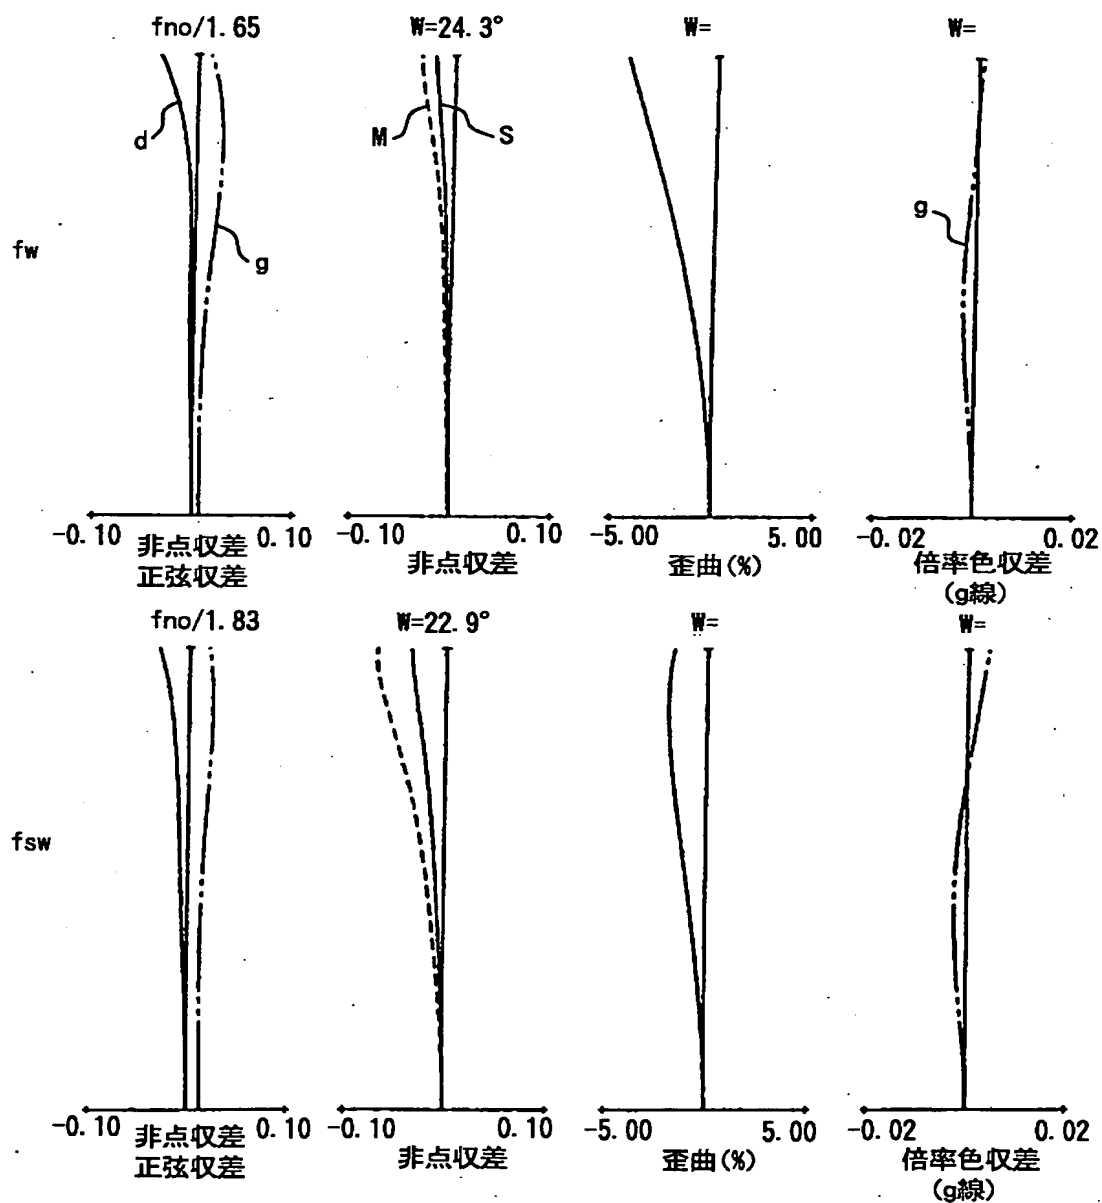 fno/1.65
W=24.3°
W=
W=
d
M
S
g
g
fw
-0.10 0.10
非点収差
正弦収差
-0.10 0.10
非点収差
-5.00 5.00
歪曲(%)
-0.02 0.02
倍率色収差
(g線)
fno/1.83
W=22.9°
W=
W=
fsw
-0.10 0.10
非点収差
正弦収差
-0.10 0.10
非点収差
-5.00 5.00
歪曲(%)
-0.02 0.02
倍率色収差
(g線)